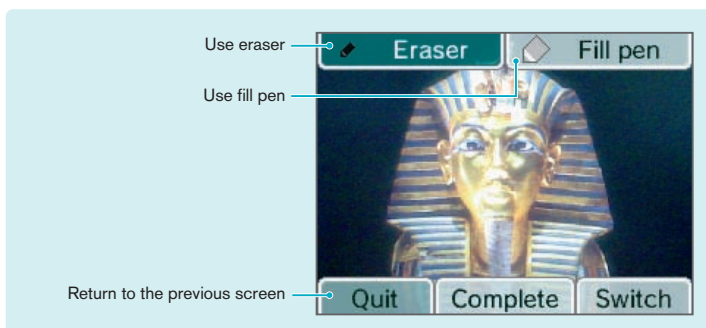 Use eraser
Eraser
Fill pen
Use fill pen
Return to the previous screen
Quit
Complete
Switch